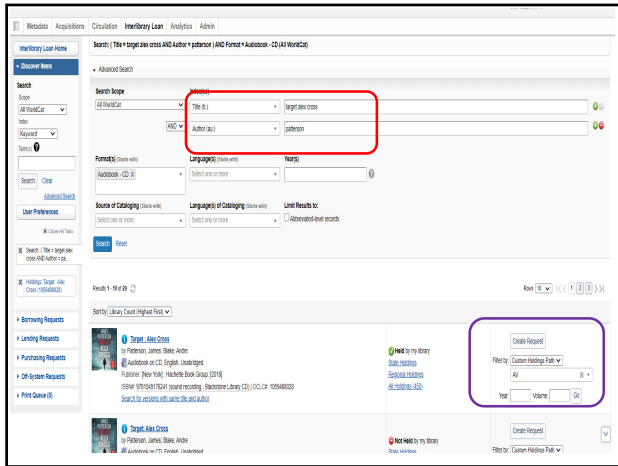 Metadata Acquisitions Circulation Interlibrary Loan Analytics Admin
Interlibrary Loan Home
Discover Items
Search
Scope
All WorldCat
Index
Keyword
Term(s)
Search Clear
Advanced Search
User Preferences
Close All Tabs
Search: ( Title = target alex
cross AND Author = pa...
Holdings: Target: Alex
Cross (1059488028)
Borrowing Requests
Lending Requests
Purchasing Requests
Off-System Requests
Print Queue (0)
Search: ( Title = target alex cross AND Author = patterson ) AND Format = Audiobook - CD (All WorldCat)
Advanced Search
Search Scope Index(es)
All WorldCat Title (ti:) target alex cross
AND Author (au:) patterson
Format(s) (Starts with) Language(s) (Starts with) Year(s)
Audiobook - CD Select one or more
Source of Cataloging (Starts with) Language(s) of Cataloging (Starts with) Limit Results to:
Select one or more Select one or more Abbreviated-level records
Search Reset
Results 1 - 10 of 29 Rows 10 1 2 3
Sort by Library Count (Highest First)
Target : Alex Cross
by Patterson, James; Blake, Andre
Audiobook on CD, English, Unabridged
Publisher: [New York] : Hachette Book Group, [2018]
ISBN#: 9781549176241 (sound recording ; Blackstone Library CD) | OCLC#: 1059488028
Search for versions with same title and author
Held by my library
State Holdings
Regional Holdings
All Holdings (450)
Create Request
Filter by: Custom Holdings Path
AV
Year: Volume: Go
Target: Alex Cross
by Patterson, James; Blake, Andre
Audiobook on CD, English, Unabridged
Not Held by my library
State Holdings
Create Request
Filter by: Custom Holdings Path